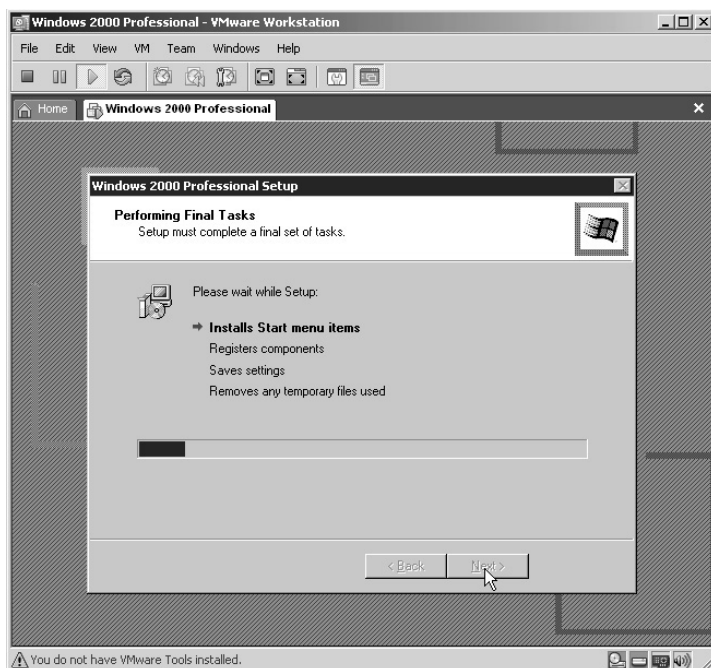 Windows 2000 Professional - VMware Workstation
File Edit View VM Team Windows Help
Home Windows 2000 Professional
Windows 2000 Professional Setup
Performing Final Tasks
Setup must complete a final set of tasks.
Please wait while Setup:
Installs Start menu items
Registers components
Saves settings
Removes any temporary files used
< Back Next >
You do not have VMware Tools installed.